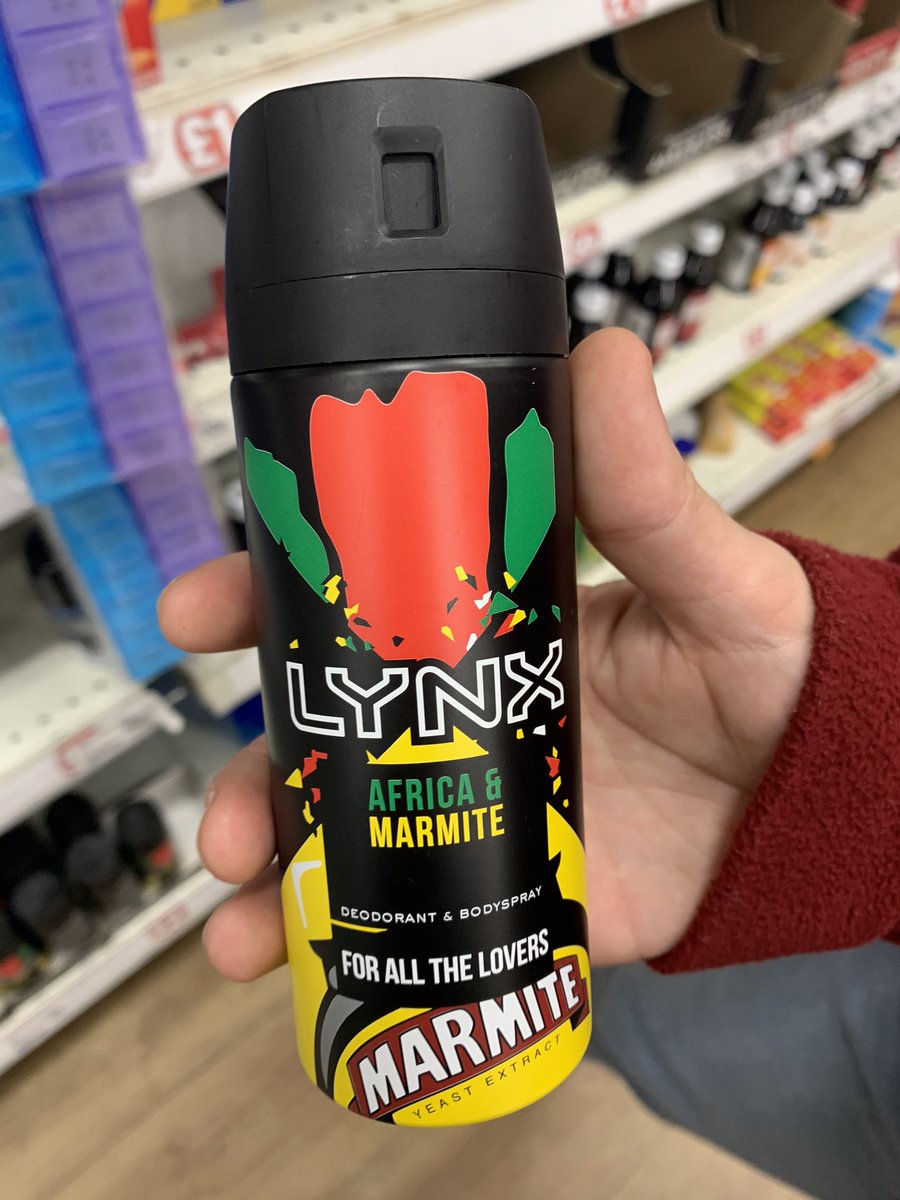 £1
LYNX
AFRICA &
MARMITE
DEODORANT & BODYSPRAY
FOR ALL THE LOVERS
MARMITE
YEAST EXTRACT